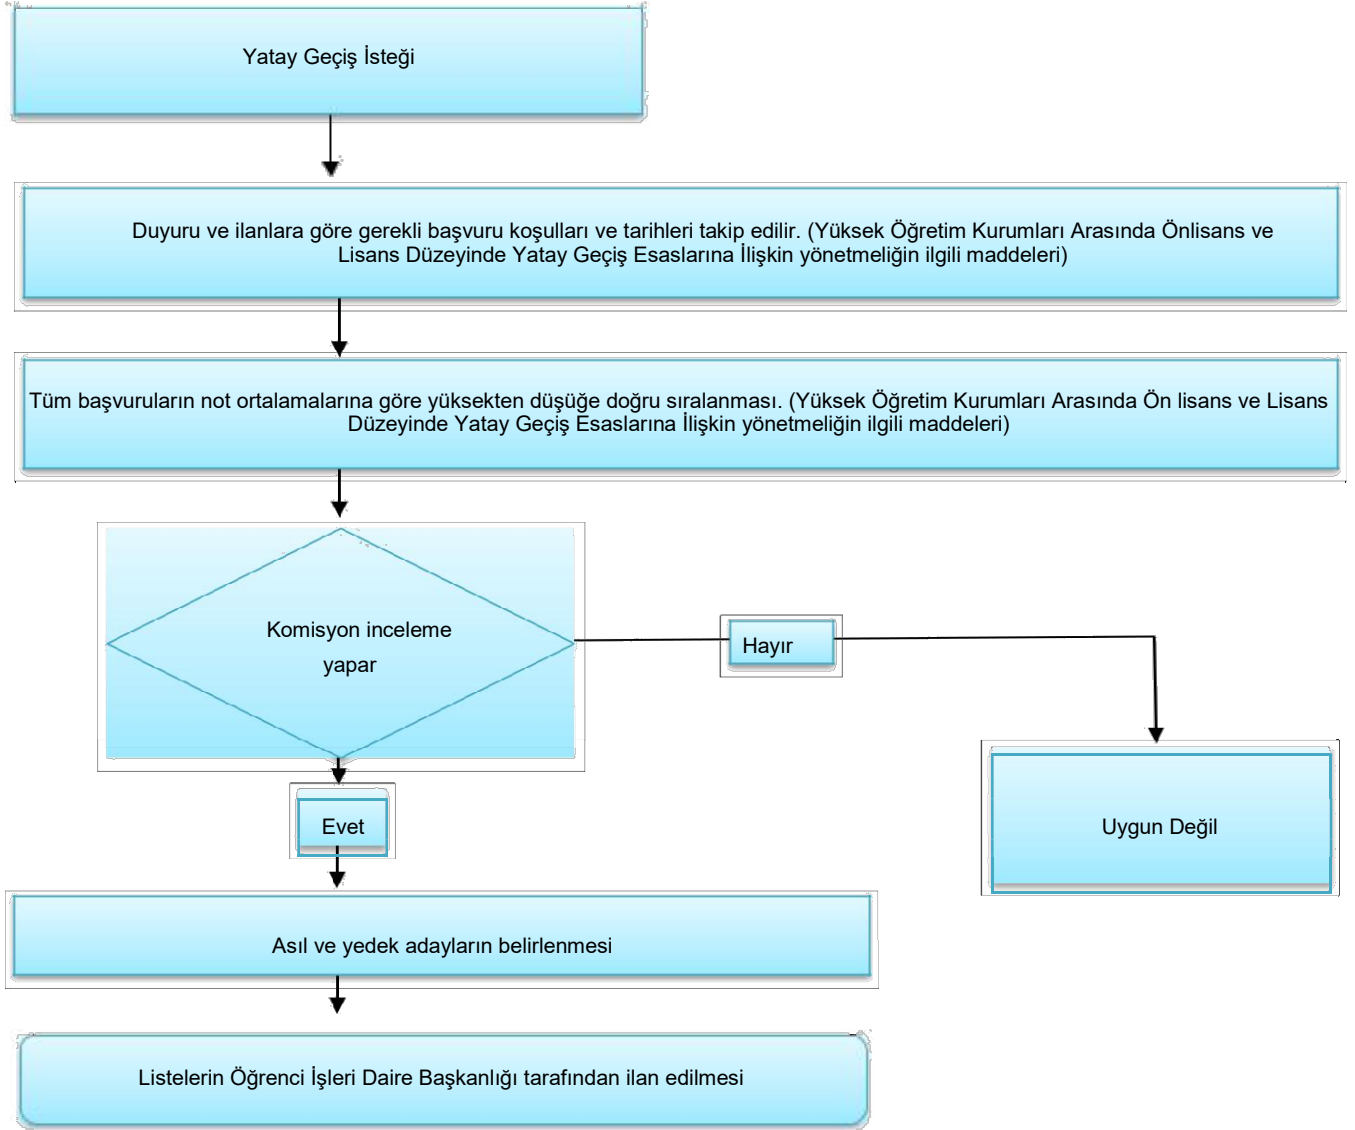 Yatay Geçiş İsteği
Duyuru ve ilanlara göre gerekli başvuru koşulları ve tarihleri takip edilir. (Yüksek Öğretim Kurumları Arasında Önlisans ve
Lisans Düzeyinde Yatay Geçiş Esaslarına İlişkin yönetmeliğin ilgili maddeleri)
Tüm başvuruların not ortalamalarına göre yüksekten düşüğe doğru sıralanması. (Yüksek Öğretim Kurumları Arasında Ön lisans ve Lisans
Düzeyinde Yatay Geçiş Esaslarına İlişkin yönetmeliğin ilgili maddeleri)
Komisyon inceleme
yapar
Hayır
Evet
Uygun Değil
Asıl ve yedek adayların belirlenmesi
Listelerin Öğrenci İşleri Daire Başkanlığı tarafından ilan edilmesi